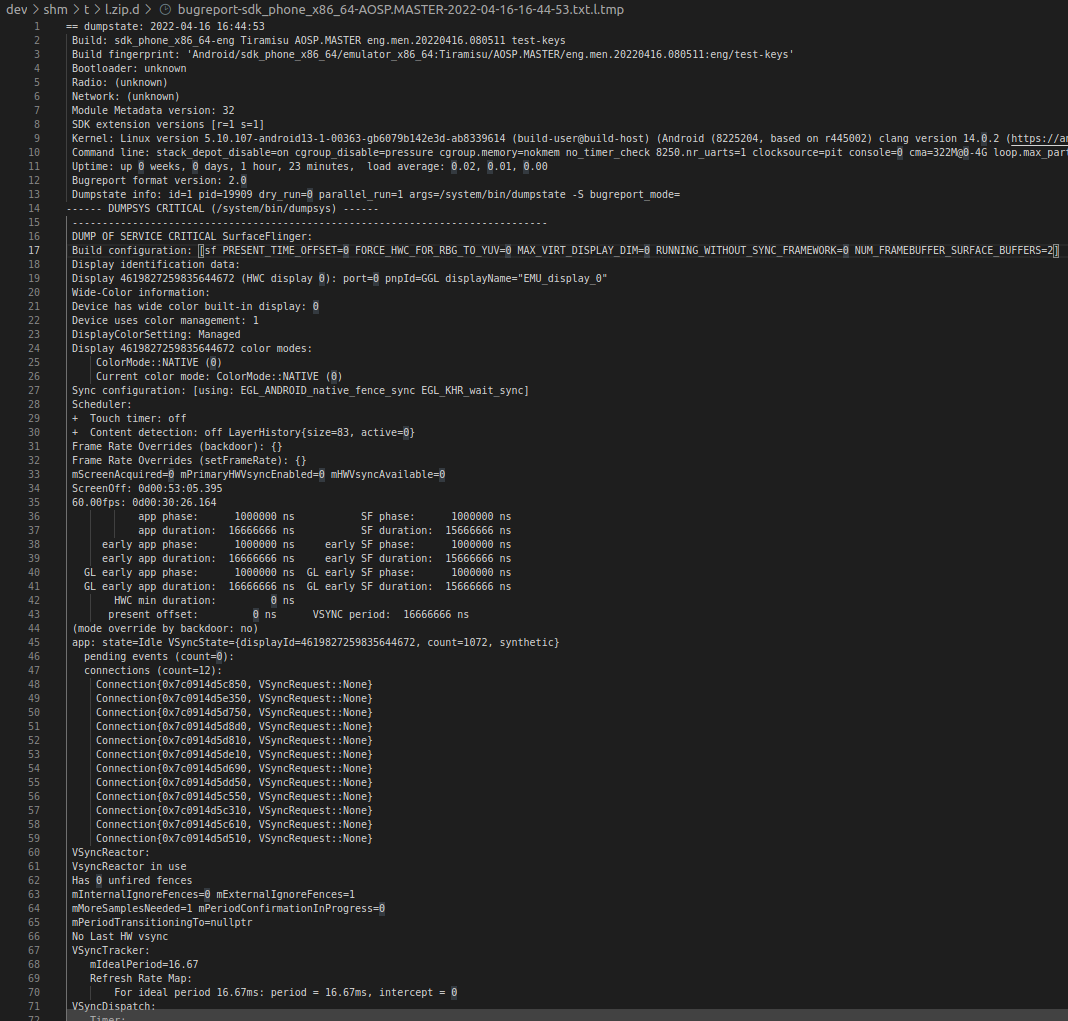 dev > shm > t > l.zip.d > bugreport-sdk_phone_x86_64-AOSP.MASTER-2022-04-16-16-44-53.txt.l.tmp
1 == dumpstate: 2022-04-16 16:44:53
2 Build: sdk_phone_x86_64-eng Tiramisu AOSP.MASTER eng.men.20220416.080511 test-keys
3 Build fingerprint: 'Android/sdk_phone_x86_64/emulator_x86_64:Tiramisu/AOSP.MASTER/eng.men.20220416.080511:eng/test-keys'
4 Bootloader: unknown
5 Radio: (unknown)
6 Network: (unknown)
7 Module Metadata version: 32
8 SDK extension versions [r=1 s=1]
9 Kernel: Linux version 5.10.107-android13-1-00363-gb6079b142e3d-ab8339614 (build-user@build-host) (Android (8225204, based on r445002) clang version 14.0.2 (https://an
10 Command line: stack_depot_disable=on cgroup_disable=pressure cgroup.memory=nokmem no_timer_check 8250.nr_uarts=1 clocksource=pit console=0 cma=322M@0-4G loop.max_part
11 Uptime: up 0 weeks, 0 days, 1 hour, 23 minutes,  load average: 0.02, 0.01, 0.00
12 Bugreport format version: 2.0
13 Dumpstate info: id=1 pid=19909 dry_run=0 parallel_run=1 args=/system/bin/dumpstate -S bugreport_mode=
14 ------ DUMPSYS CRITICAL (/system/bin/dumpsys) ------
15 -------------------------------------------------------------------------------
16 DUMP OF SERVICE CRITICAL SurfaceFlinger:
17 Build configuration: [sf PRESENT_TIME_OFFSET=0 FORCE_HWC_FOR_RBG_TO_YUV=0 MAX_VIRT_DISPLAY_DIM=0 RUNNING_WITHOUT_SYNC_FRAMEWORK=0 NUM_FRAMEBUFFER_SURFACE_BUFFERS=2]
18 Display identification data:
19 Display 4619827259835644672 (HWC display 0): port=0 pnpId=GGL displayName="EMU_display_0"
20 Wide-Color information:
21 Device has wide color built-in display: 0
22 Device uses color management: 1
23 DisplayColorSetting: Managed
24 Display 4619827259835644672 color modes:
25 ColorMode::NATIVE (0)
26 Current color mode: ColorMode::NATIVE (0)
27 Sync configuration: [using: EGL_ANDROID_native_fence_sync EGL_KHR_wait_sync]
28 Scheduler:
29 +  Touch timer: off
30 +  Content detection: off LayerHistory{size=83, active=0}
31 Frame Rate Overrides (backdoor): {}
32 Frame Rate Overrides (setFrameRate): {}
33 mScreenAcquired=0 mPrimaryHWVsyncEnabled=0 mHWVsyncAvailable=0
34 ScreenOff: 0d00:53:05.395
35 60.00fps: 0d00:30:26.164
36 app phase:      1000000 ns           SF phase:      1000000 ns
37 app duration:  16666666 ns           SF duration:  15666666 ns
38 early app phase:      1000000 ns     early SF phase:      1000000 ns
39 early app duration:  16666666 ns     early SF duration:  15666666 ns
40 GL early app phase:      1000000 ns  GL early SF phase:      1000000 ns
41 GL early app duration:  16666666 ns  GL early SF duration:  15666666 ns
42 HWC min duration:         0 ns
43 present offset:         0 ns      VSYNC period:  16666666 ns
44 (mode override by backdoor: no)
45 app: state=Idle VSyncState={displayId=4619827259835644672, count=1072, synthetic}
46 pending events (count=0):
47 connections (count=12):
48 Connection{0x7c0914d5c850, VSyncRequest::None}
49 Connection{0x7c0914d5e350, VSyncRequest::None}
50 Connection{0x7c0914d5d750, VSyncRequest::None}
51 Connection{0x7c0914d5d8d0, VSyncRequest::None}
52 Connection{0x7c0914d5d810, VSyncRequest::None}
53 Connection{0x7c0914d5de10, VSyncRequest::None}
54 Connection{0x7c0914d5d690, VSyncRequest::None}
55 Connection{0x7c0914d5dd50, VSyncRequest::None}
56 Connection{0x7c0914d5c550, VSyncRequest::None}
57 Connection{0x7c0914d5c310, VSyncRequest::None}
58 Connection{0x7c0914d5c610, VSyncRequest::None}
59 Connection{0x7c0914d5d510, VSyncRequest::None}
60 VSyncReactor:
61 VsyncReactor in use
62 Has 0 unfired fences
63 mInternalIgnoreFences=0 mExternalIgnoreFences=1
64 mMoreSamplesNeeded=1 mPeriodConfirmationInProgress=0
65 mPeriodTransitioningTo=nullptr
66 No Last HW vsync
67 VSyncTracker:
68 mIdealPeriod=16.67
69 Refresh Rate Map:
70 For ideal period 16.67ms: period = 16.67ms, intercept = 0
71 VSyncDispatch:
72 Timer: